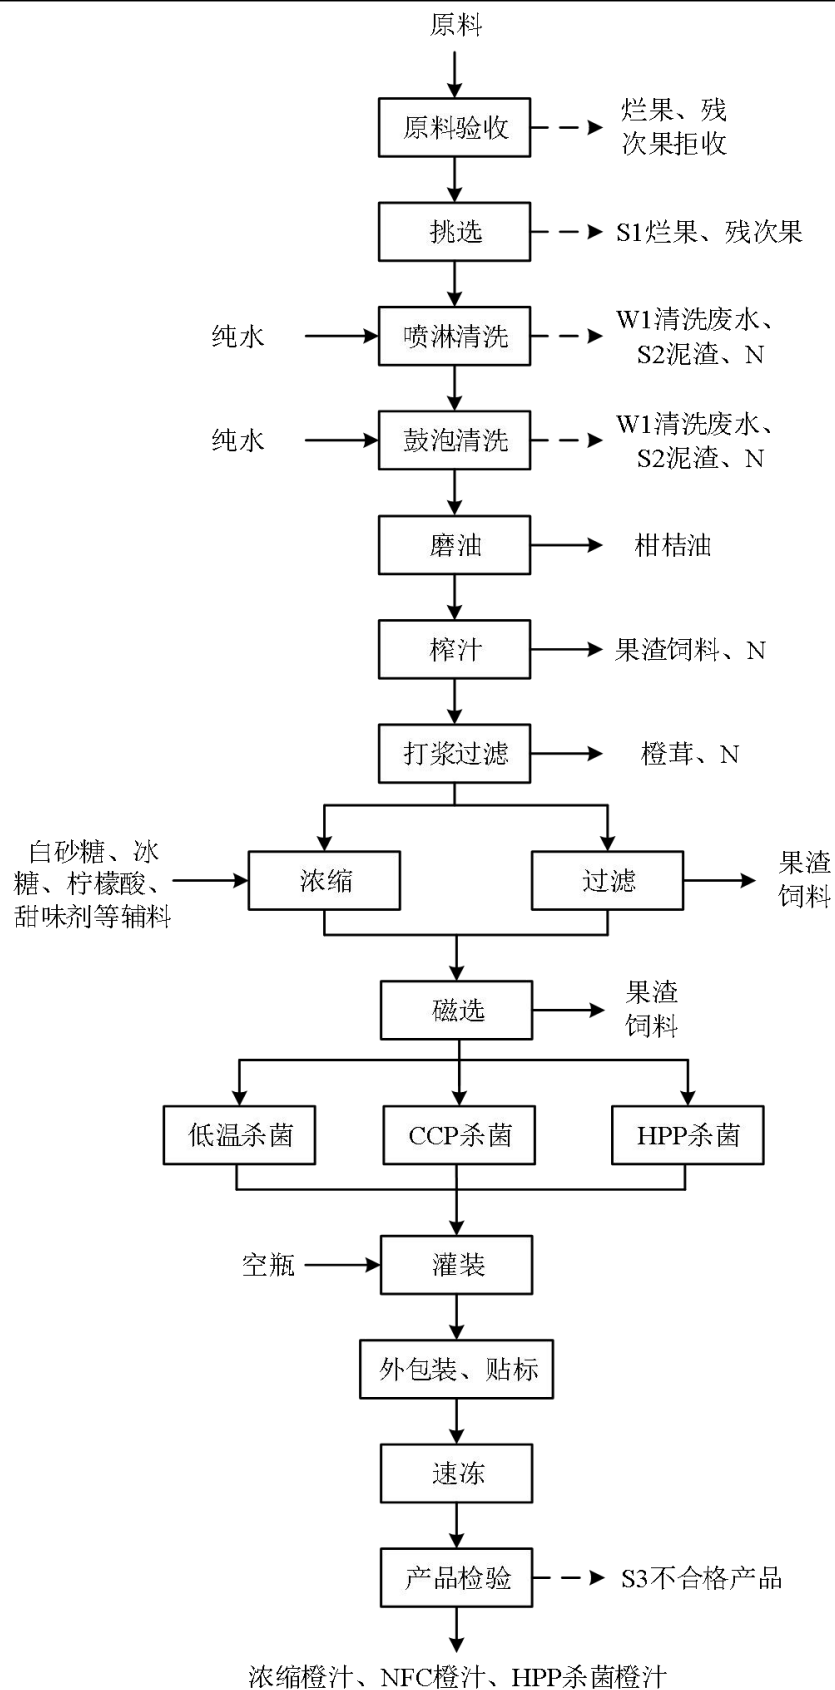 原料
原料验收
烂果、残
次果拒收
挑选
S1烂果、残次果
纯水
喷淋清洗
W1清洗废水、
S2泥渣、N
纯水
鼓泡清洗
W1清洗废水、
S2泥渣、N
磨油
柑桔油
榨汁
果渣饲料、N
打浆过滤
橙茸、N
白砂糖、冰
糖、柠檬酸、
甜味剂等辅料
浓缩
过滤
果渣
饲料
磁选
果渣
饲料
低温杀菌
CCP杀菌
HPP杀菌
空瓶
灌装
外包装、贴标
速冻
产品检验
S3不合格产品
浓缩橙汁、NFC橙汁、HPP杀菌橙汁